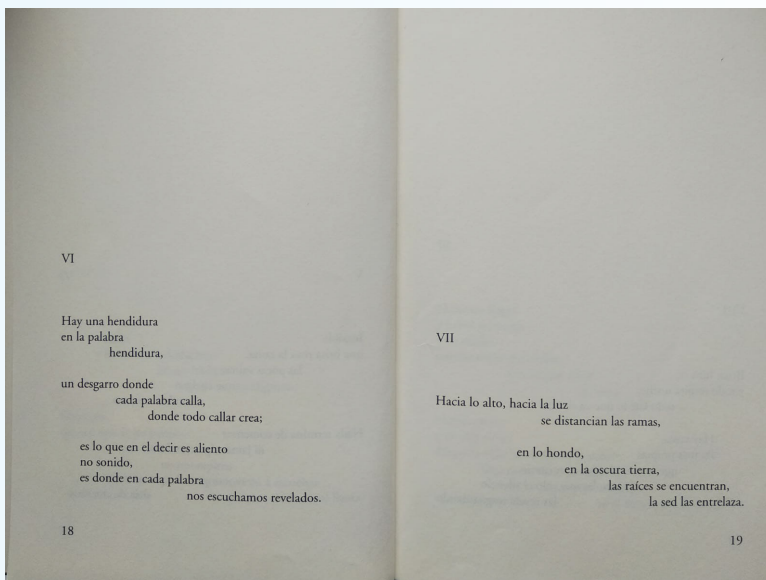 VI
Hay una hendidura
en la palabra
hendidura,
un desgarro donde
cada palabra calla,
donde todo callar crea;
es lo que en el decir es aliento
no sonido,
es donde en cada palabra
nos escuchamos revelados.
18
VII
Hacia lo alto, hacia la luz
se distancian las ramas,
en lo hondo,
en la oscura tierra,
las raíces se encuentran,
la sed las entrelaza.
19